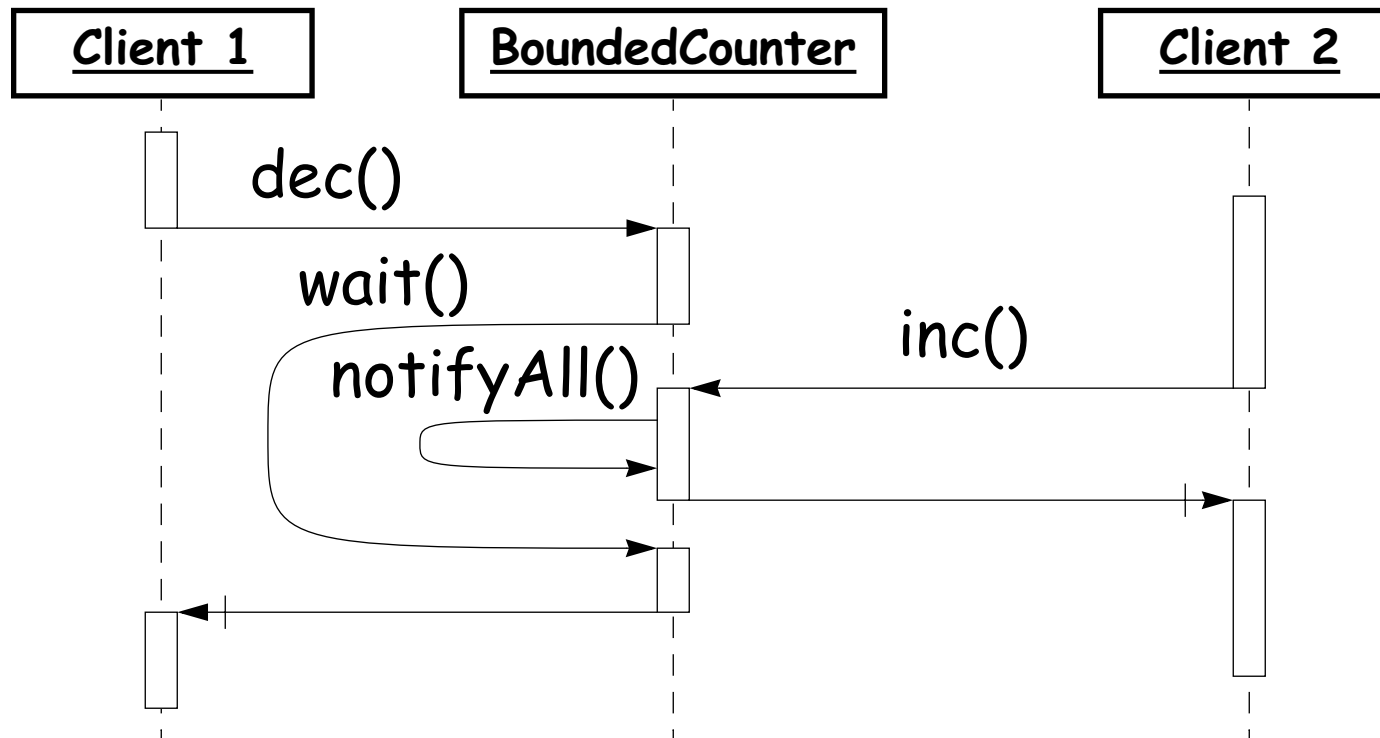 Client 1
BoundedCounter
Client 2
dec()
wait()
inc()
notifyAll()